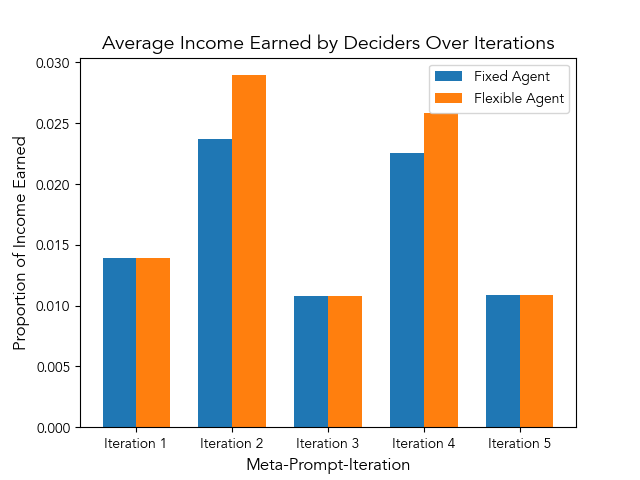 Average Income Earned by Deciders Over Iterations
Fixed Agent
Flexible Agent
Proportion of Income Earned
0.030
0.025
0.020
0.015
0.010
0.005
0.000
Iteration 1
Iteration 2
Iteration 3
Iteration 4
Iteration 5
Meta-Prompt-Iteration